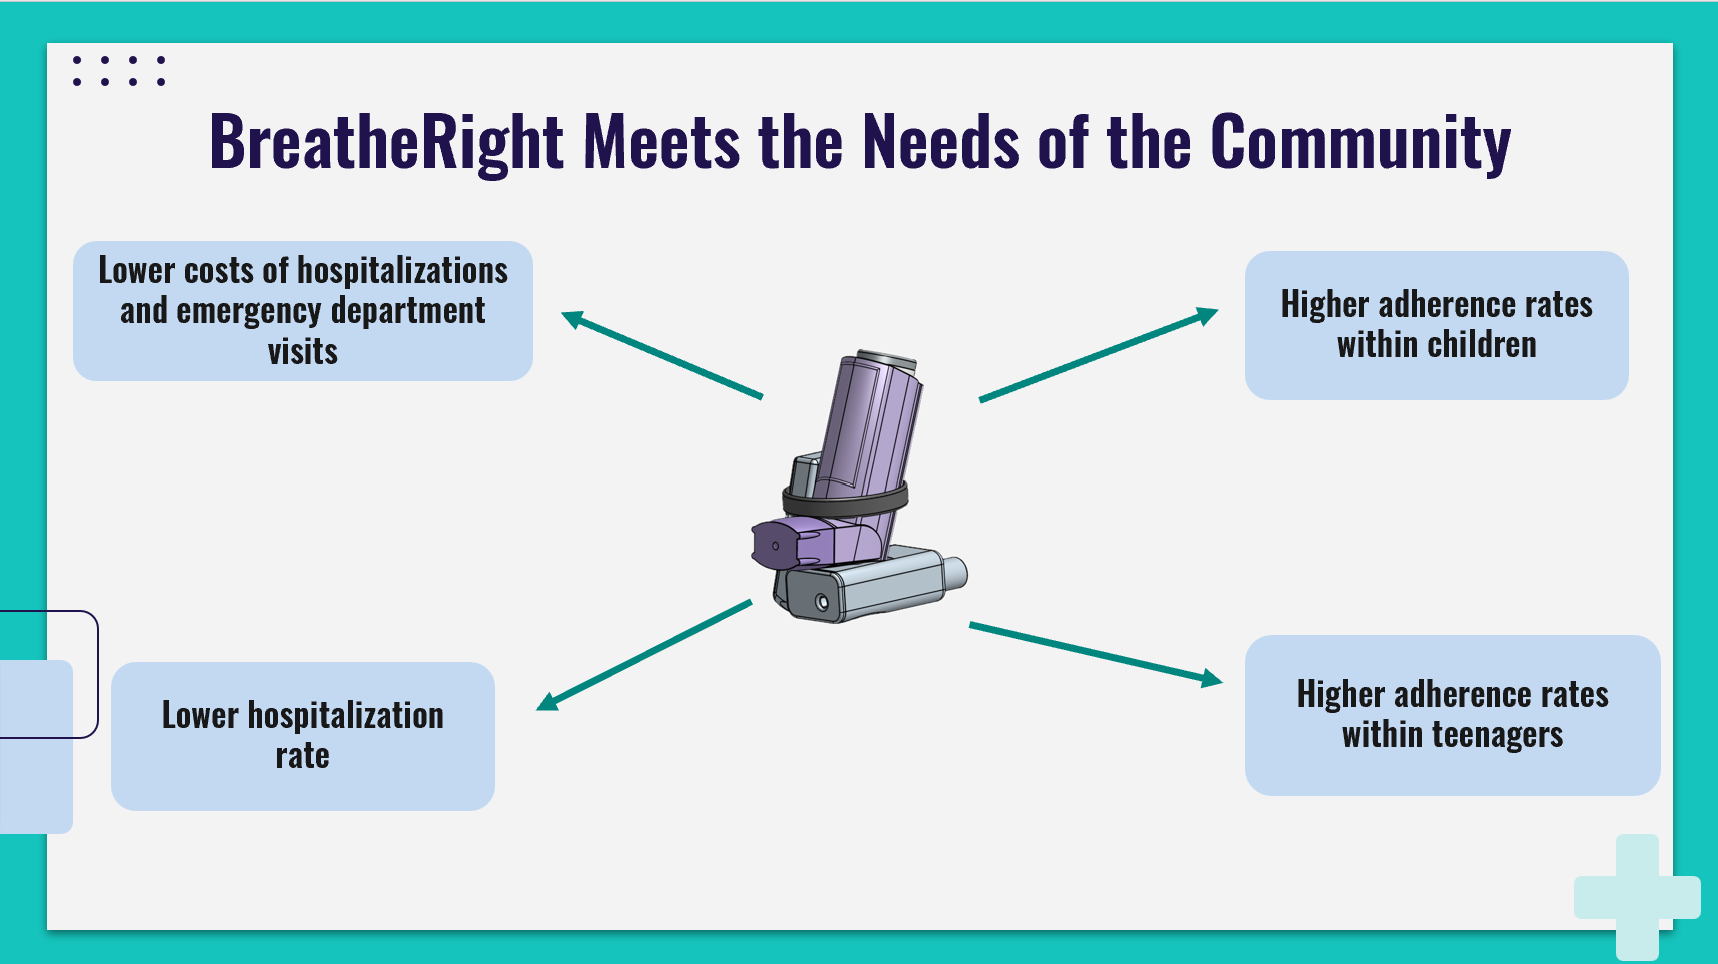 BreatheRight Meets the Needs of the Community
Lower costs of hospitalizations
and emergency department
visits
Higher adherence rates
within children
Lower hospitalization
rate
Higher adherence rates
within teenagers